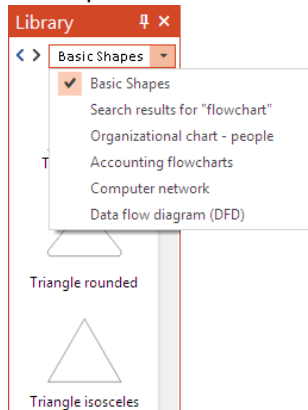 Library
Basic Shapes
Basic Shapes
Search results for "flowchart"
Organizational chart - people
Accounting flowcharts
Computer network
Data flow diagram (DFD)
Triangle rounded
Triangle isosceles